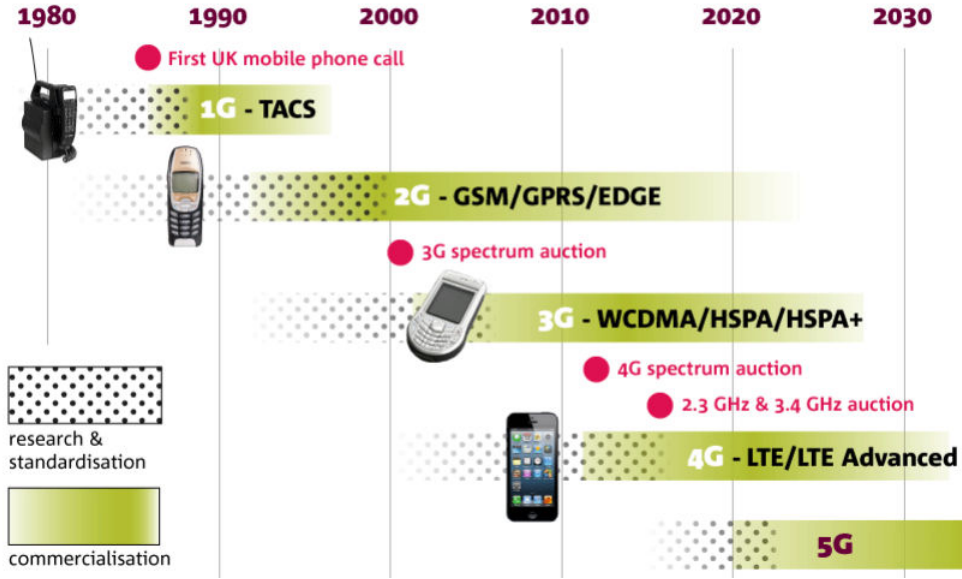 1980 1990 2000 2010 2020 2030
First UK mobile phone call
1G - TACS
2G - GSM/GPRS/EDGE
3G spectrum auction
3G - WCDMA/HSPA/HSPA+
4G spectrum auction
2.3 GHz & 3.4 GHz auction
research &
standardisation
4G - LTE/LTE Advanced
commercialisation
5G